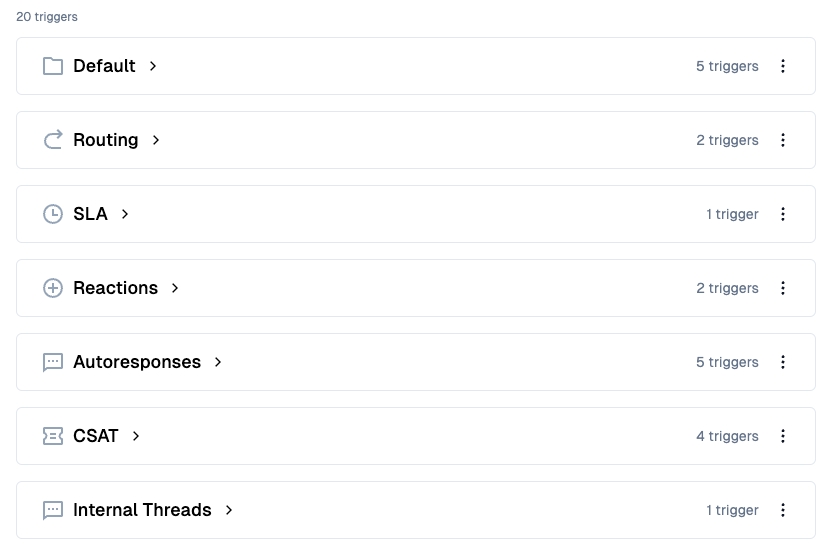 20 triggers
Default 5 triggers
Routing 2 triggers
SLA 1 trigger
Reactions 2 triggers
Autoresponses 5 triggers
CSAT 4 triggers
Internal Threads 1 trigger